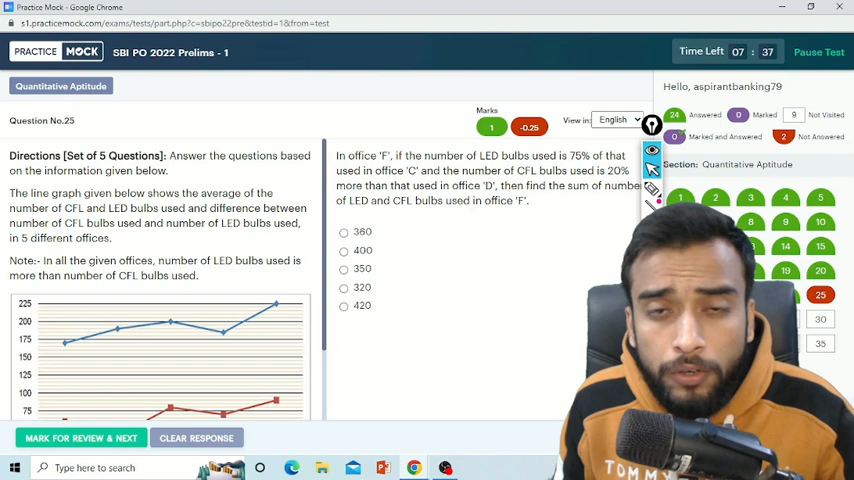 Practice Mock - Google Chrome
s1.practicemock.com/exams/tests/part.php?c=sbipo22pre&testid=1&from=test
PRACTICE MOCK
SBI PO 2022 Prelims - 1
Time Left 07 : 37
Pause Test
Quantitative Aptitude
Hello, aspirantbanking79
Question No.25
Marks
1 -0.25
View in: English
24 Answered 0 Marked 9 Not Visited
0 Marked and Answered 2 Not Answered
Section: Quantitative Aptitude
Directions [Set of 5 Questions]: Answer the questions based
on the information given below.
The line graph given below shows the average of the
number of CFL and LED bulbs used and difference between
number of CFL bulbs used and number of LED bulbs used,
in 5 different offices.
Note:- In all the given offices, number of LED bulbs used is
more than number of CFL bulbs used.
225
200
175
150
125
100
75
In office 'F', if the number of LED bulbs used is 75% of that
used in office 'C' and the number of CFL bulbs used is 20%
more than that used in office 'D', then find the sum of number
of LED and CFL bulbs used in office 'F'.
360
400
350
320
420
1 2 3 4 5
8 9 10
13 14 15
19 20
25
30
35
MARK FOR REVIEW & NEXT
CLEAR RESPONSE
Type here to search
TOMMY